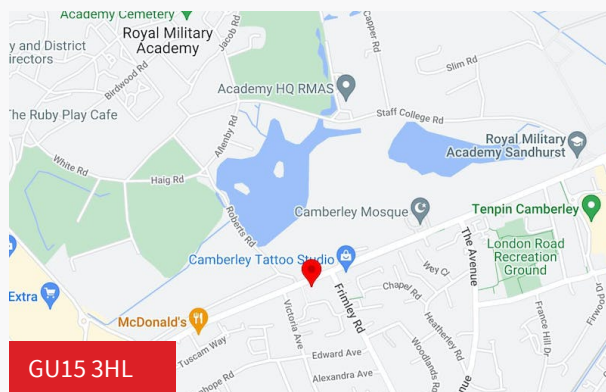 Academy Cemetery
Royal Military
Academy
Jacob Rd
Capper Rd
Slim Rd
y and District
irectors
Birdwood Rd
Academy HQ RMAS
The Ruby Play Cafe
Allenby Rd
Staff College Rd
Royal Military
Academy Sandhurst
White Rd
Haig Rd
Roberts Rd
Camberley Mosque
Tenpin Camberley
The Avenue
London Road
Recreation
Ground
Camberley Tattoo Studio
Wey Cl
Extra
Chapel Rd
Frimley Rd
McDonald's
Victoria Ave
Heatherley Rd
France Hill Dr
Firwood
Tuscam Way
Edward Ave
Woodlands Rd
The Avenue
Alexandra Ave
hope Rd
GU15 3HL